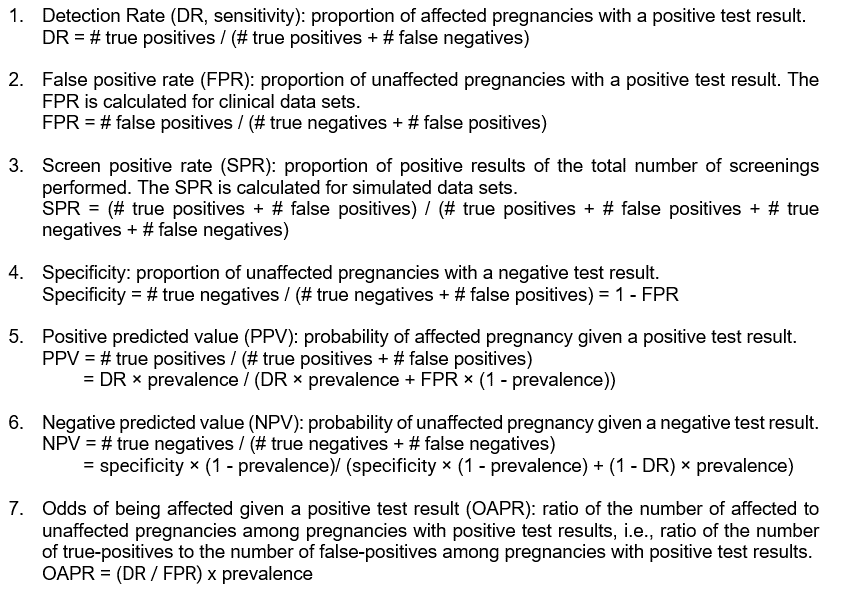 1. Detection Rate (DR, sensitivity): proportion of affected pregnancies with a positive test result.
DR = # true positives / (# true positives + # false negatives)
2. False positive rate (FPR): proportion of unaffected pregnancies with a positive test result. The
FPR is calculated for clinical data sets.
FPR = # false positives / (# true negatives + # false positives)
3. Screen positive rate (SPR): proportion of positive results of the total number of screenings
performed. The SPR is calculated for simulated data sets.
SPR = (# true positives + # false positives) / (# true positives + # false positives + # true
negatives + # false negatives)
4. Specificity: proportion of unaffected pregnancies with a negative test result.
Specificity = # true negatives / (# true negatives + # false positives) = 1 - FPR
5. Positive predicted value (PPV): probability of affected pregnancy given a positive test result.
PPV = # true positives / (# true positives + # false positives)
= DR × prevalence / (DR × prevalence + FPR × (1 - prevalence))
6. Negative predicted value (NPV): probability of unaffected pregnancy given a negative test result.
NPV = # true negatives / (# true negatives + # false negatives)
= specificity × (1 - prevalence)/ (specificity × (1 - prevalence) + (1 - DR) × prevalence)
7. Odds of being affected given a positive test result (OAPR): ratio of the number of affected to
unaffected pregnancies among pregnancies with positive test results, i.e., ratio of the number
of true-positives to the number of false-positives among pregnancies with positive test results.
OAPR = (DR / FPR) x prevalence